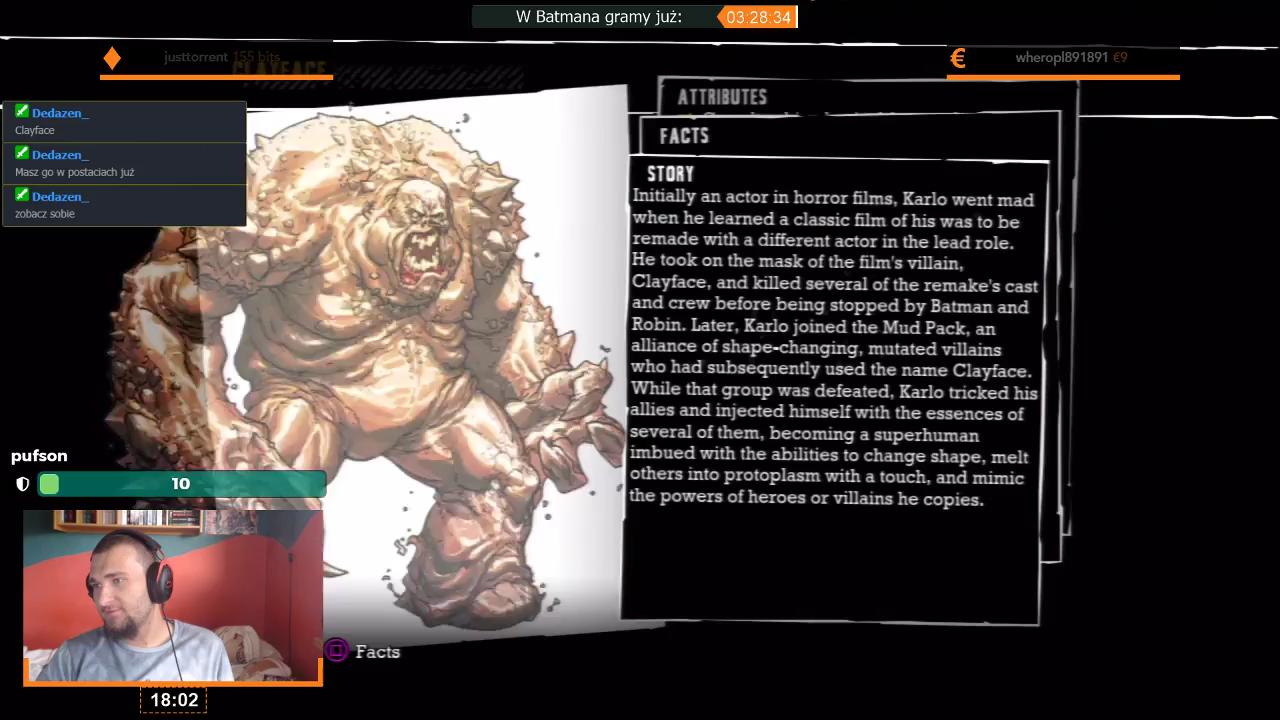 W Batmana gramy już: 03:28:34
justtorrent 155 bits
€ wheropl891891 €9
CLAYFACE
ATTRIBUTES
FACTS
Dedazen_
Clayface
Dedazen_
Masz go w postaciach już
Dedazen_
zobacz sobie
STORY
Initially an actor in horror films, Karlo went mad
when he learned a classic film of his was to be
remade with a different actor in the lead role.
He took on the mask of the film's villain,
Clayface, and killed several of the remake's cast
and crew before being stopped by Batman and
Robin. Later, Karlo joined the Mud Pack, an
alliance of shape-changing, mutated villains
who had subsequently used the name Clayface.
While that group was defeated, Karlo tricked his
allies and injected himself with the essences of
several of them, becoming a superhuman
imbued with the abilities to change shape, melt
others into protoplasm with a touch, and mimic
the powers of heroes or villains he copies.
pufson
10
Facts
18:02